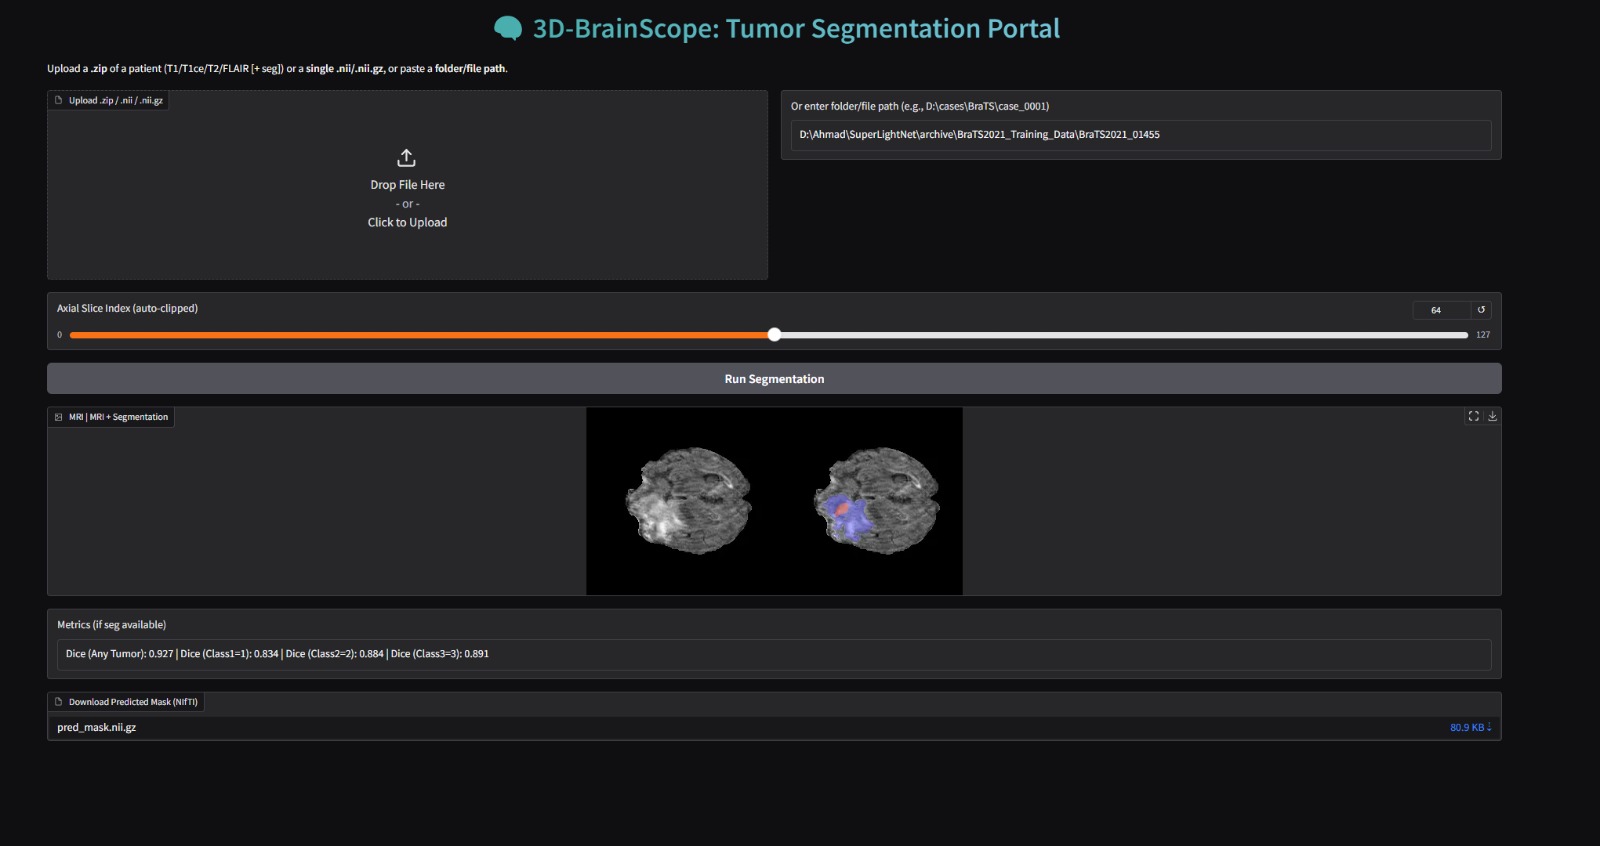 3D-BrainScope: Tumor Segmentation Portal
Upload a .zip of a patient (T1/T1ce/T2/FLAIR [+ seg]) or a single .nii/.nii.gz, or paste a folder/file path.
Upload .zip / .nii / .nii.gz
Drop File Here
- or -
Click to Upload
Or enter folder/file path (e.g., D:\cases\BraTS\case_0001)
D:\Ahmad\SuperLightNet\archive\BraTS2021_Training_Data\BraTS2021_01455
Axial Slice Index (auto-clipped)
64
0
127
Run Segmentation
MRI | MRI + Segmentation
Metrics (if seg available)
Dice (Any Tumor): 0.927 | Dice (Class1=1): 0.834 | Dice (Class2=2): 0.884 | Dice (Class3=3): 0.891
Download Predicted Mask (NIfTI)
pred_mask.nii.gz
80.9 KB ⇣